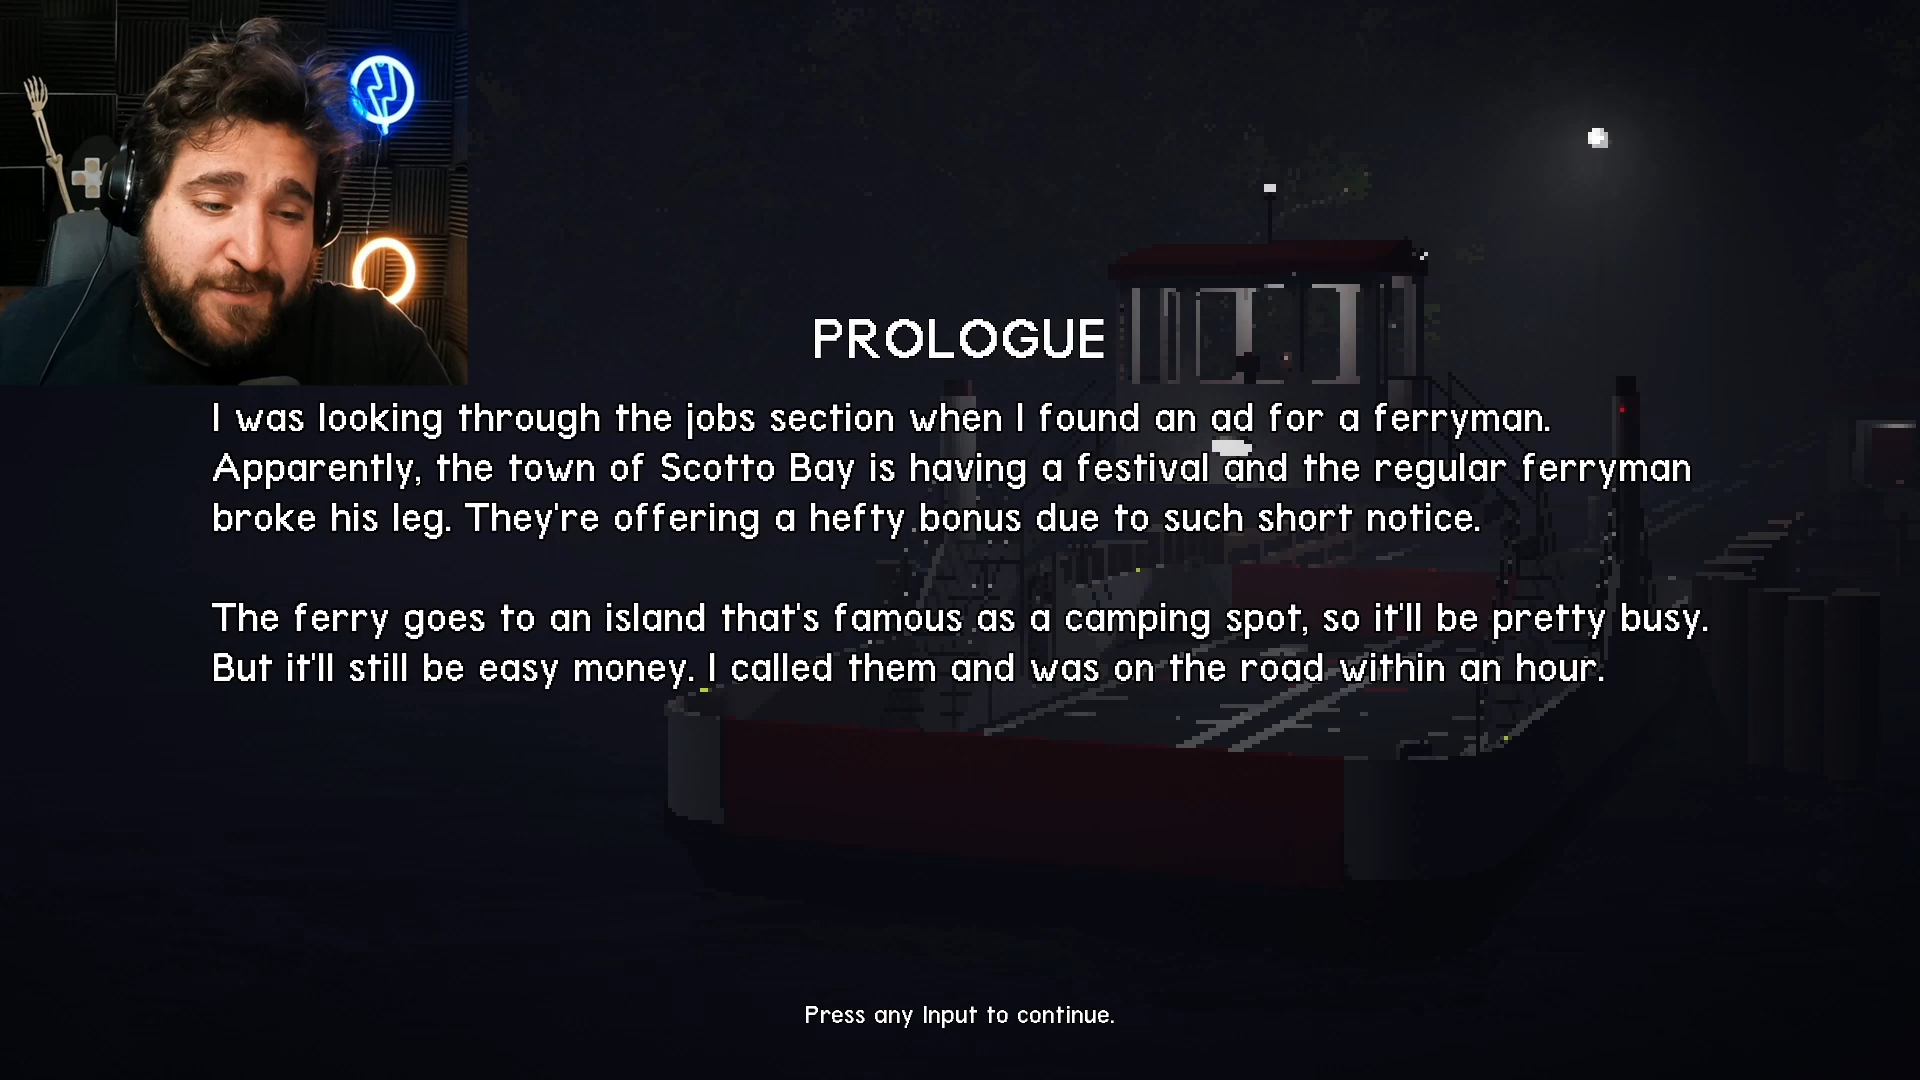 PROLOGUE
I was looking through the jobs section when I found an ad for a ferryman.
Apparently, the town of Scotto Bay is having a festival and the regular ferryman
broke his leg. They're offering a hefty bonus due to such short notice.
The ferry goes to an island that's famous as a camping spot, so it'll be pretty busy.
But it'll still be easy money. I called them and was on the road within an hour.
Press any Input to continue.